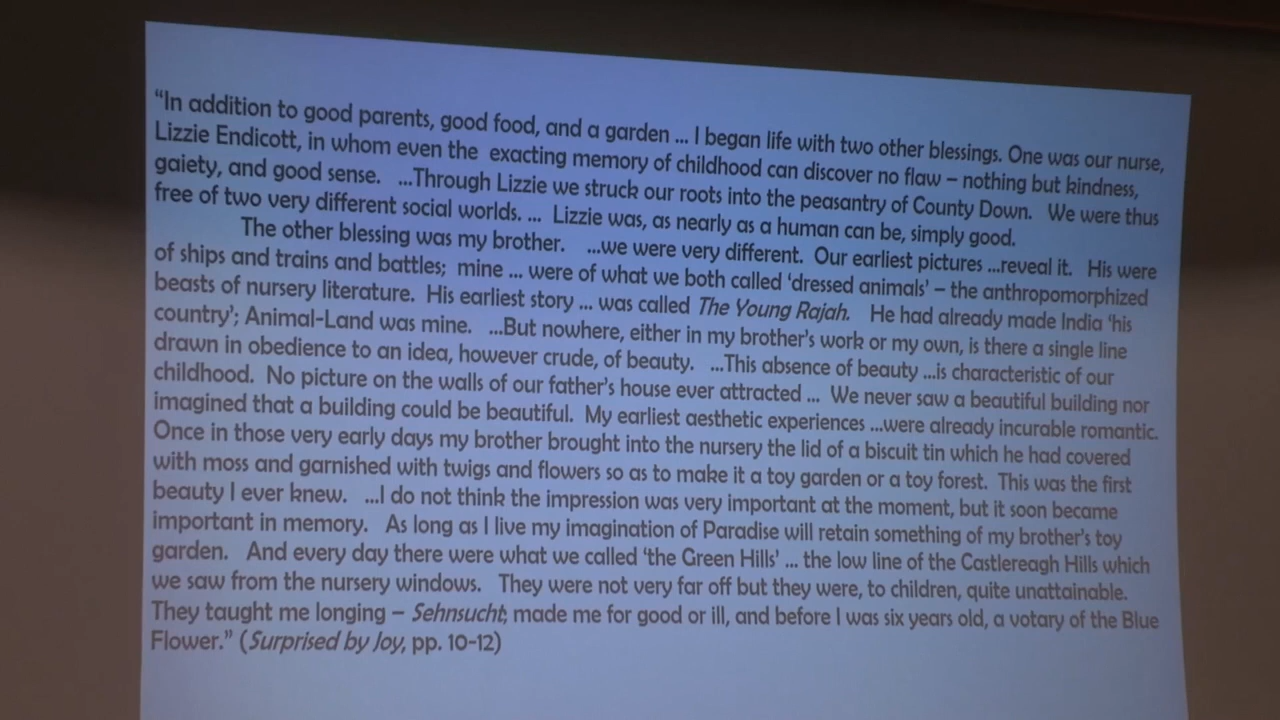 “In addition to good parents, good food, and a garden ... I began life with two other blessings. One was our nurse,
Lizzie Endicott, in whom even the exacting memory of childhood can discover no flaw – nothing but kindness,
gaiety, and good sense. ...Through Lizzie we struck our roots into the peasantry of County Down. We were thus
free of two very different social worlds. ... Lizzie was, as nearly as a human can be, simply good.
The other blessing was my brother. ...we were very different. Our earliest pictures ...reveal it. His were
of ships and trains and battles; mine ... were of what we both called ‘dressed animals’ – the anthropomorphized
beasts of nursery literature. His earliest story ... was called The Young Rajah. He had already made India ‘his
country’; Animal-Land was mine. ...But nowhere, either in my brother’s work or my own, is there a single line
drawn in obedience to an idea, however crude, of beauty. ...This absence of beauty ...is characteristic of our
childhood. No picture on the walls of our father’s house ever attracted ... We never saw a beautiful building nor
imagined that a building could be beautiful. My earliest aesthetic experiences ...were already incurable romantic.
Once in those very early days my brother brought into the nursery the lid of a biscuit tin which he had covered
with moss and garnished with twigs and flowers so as to make it a toy garden or a toy forest. This was the first
beauty I ever knew. ...I do not think the impression was very important at the moment, but it soon became
important in memory. As long as I live my imagination of Paradise will retain something of my brother’s toy
garden. And every day there were what we called ‘the Green Hills’ ... the low line of the Castlereagh Hills which
we saw from the nursery windows. They were not very far off but they were, to children, quite unattainable.
They taught me longing – Sehnsucht; made me for good or ill, and before I was six years old, a votary of the Blue
Flower.” (Surprised by Joy, pp. 10-12)